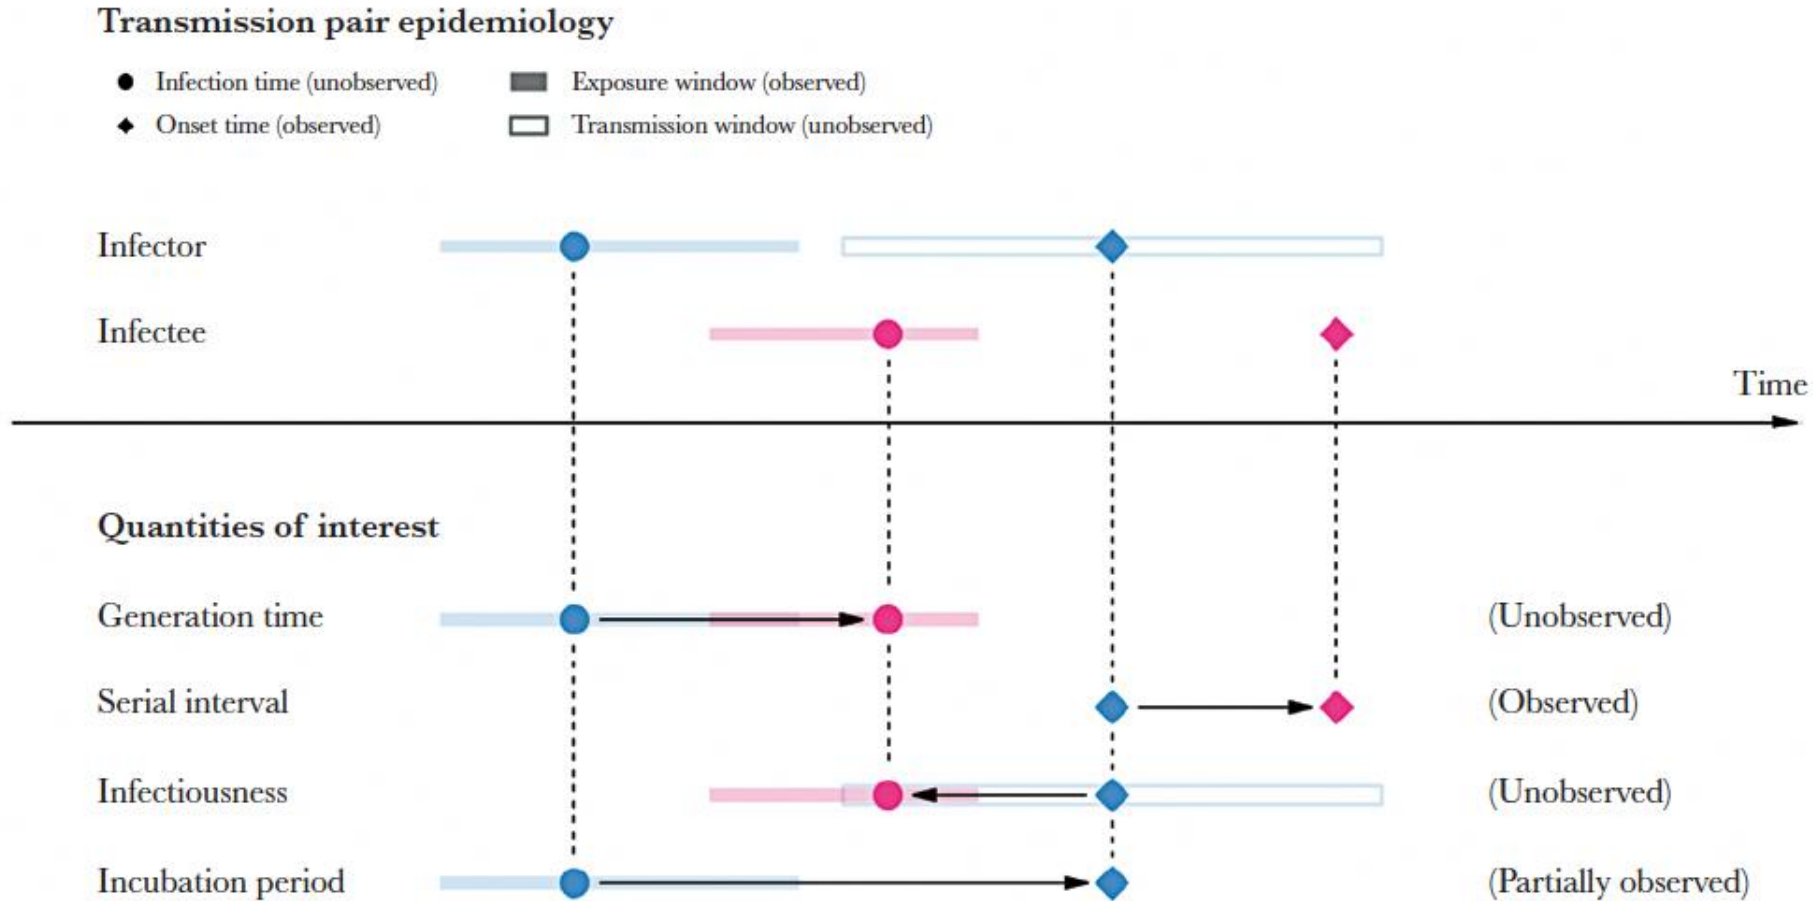 Transmission pair epidemiology
Infection time (unobserved)
Exposure window (observed)
Onset time (observed)
Transmission window (unobserved)
Infector
Infectee
Time
Quantities of interest
Generation time
(Unobserved)
Serial interval
(Observed)
Infectiousness
(Unobserved)
Incubation period
(Partially observed)